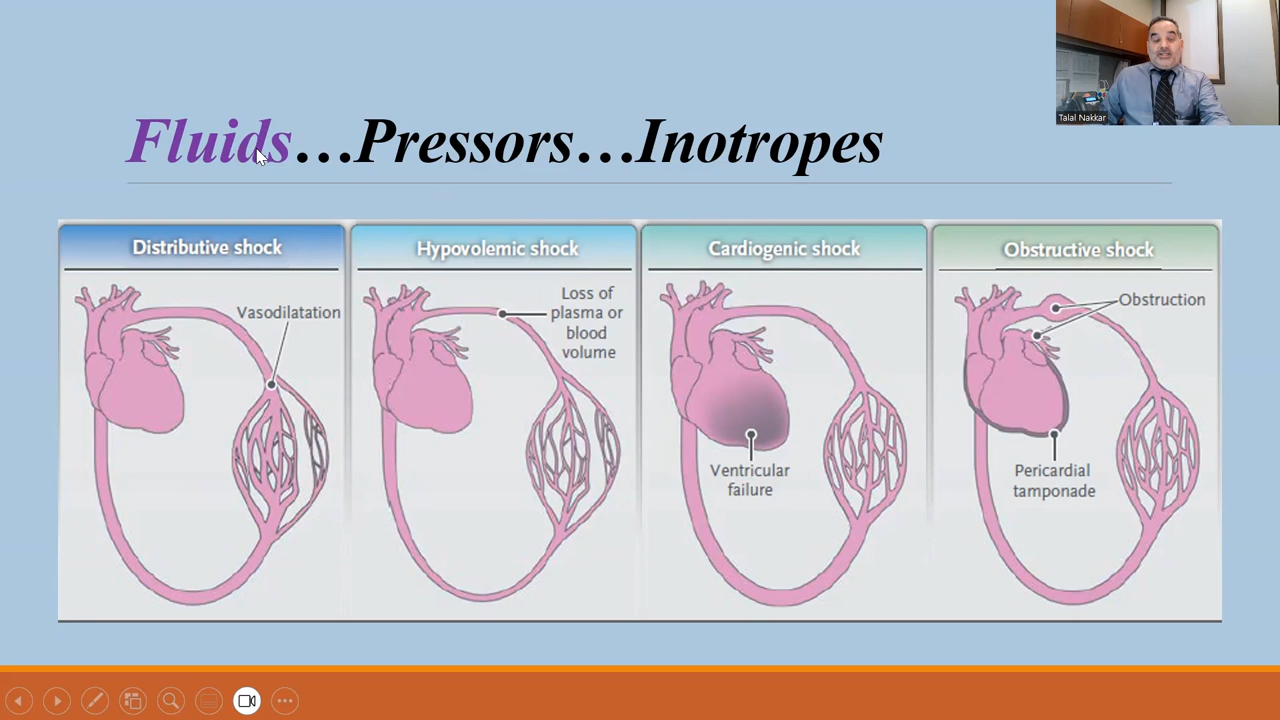 Talal Nakkar
Fluids...Pressors...Inotropes
Distributive shock
Vasodilatation
Hypovolemic shock
Loss of
plasma or
blood
volume
Cardiogenic shock
Ventricular
failure
Obstructive shock
Obstruction
Pericardial
tamponade